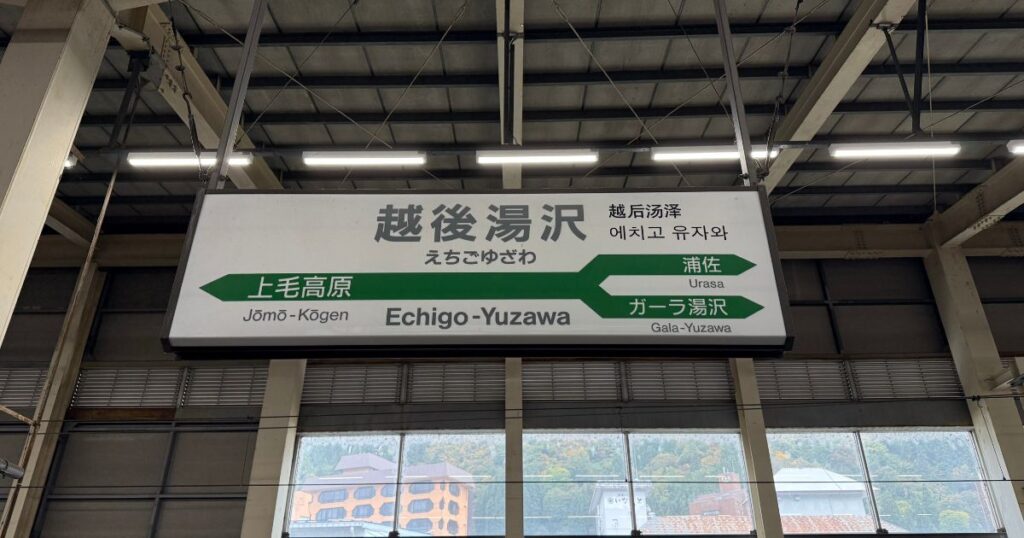 越後湯沢
えちごゆざわ
越后汤泽
에치고 유자와
上毛高原
Jōmō-Kōgen
Echigo-Yuzawa
浦佐
Urasa
ガーラ湯沢
Gala-Yuzawa